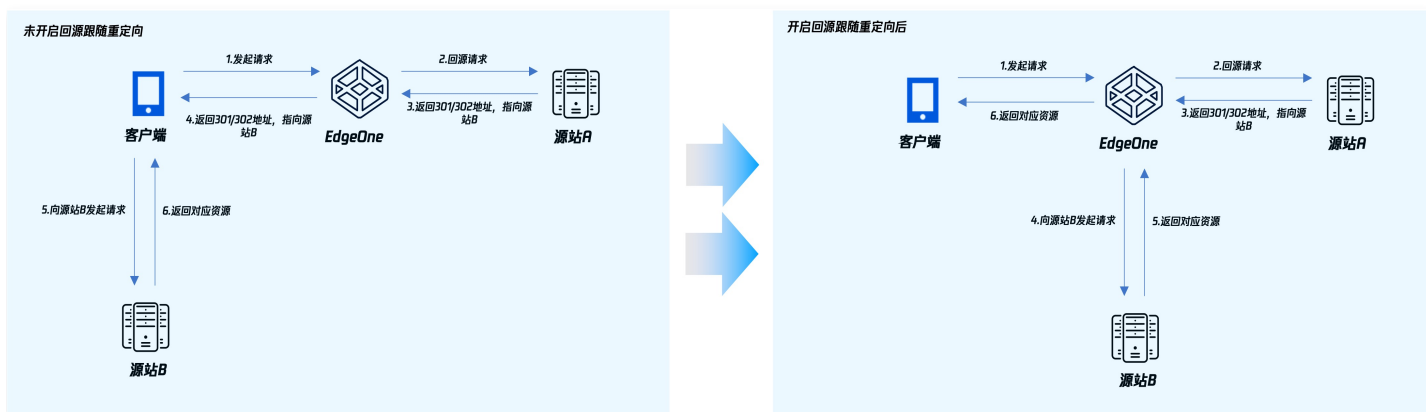 未开启回源跟随重定向
1.发起请求
2.回源请求
3.返回301/302地址，指向源
站B
4.返回301/302地址，指向源
站B
客户端
EdgeOne
源站A
5.向源站B发起请求
6.返回对应资源
源站B
开启回源跟随重定向后
1.发起请求
2.回源请求
6.返回对应资源
3.返回301/302地址，指向源
站B
客户端
EdgeOne
源站A
4.向源站B发起请求
5.返回对应资源
源站B